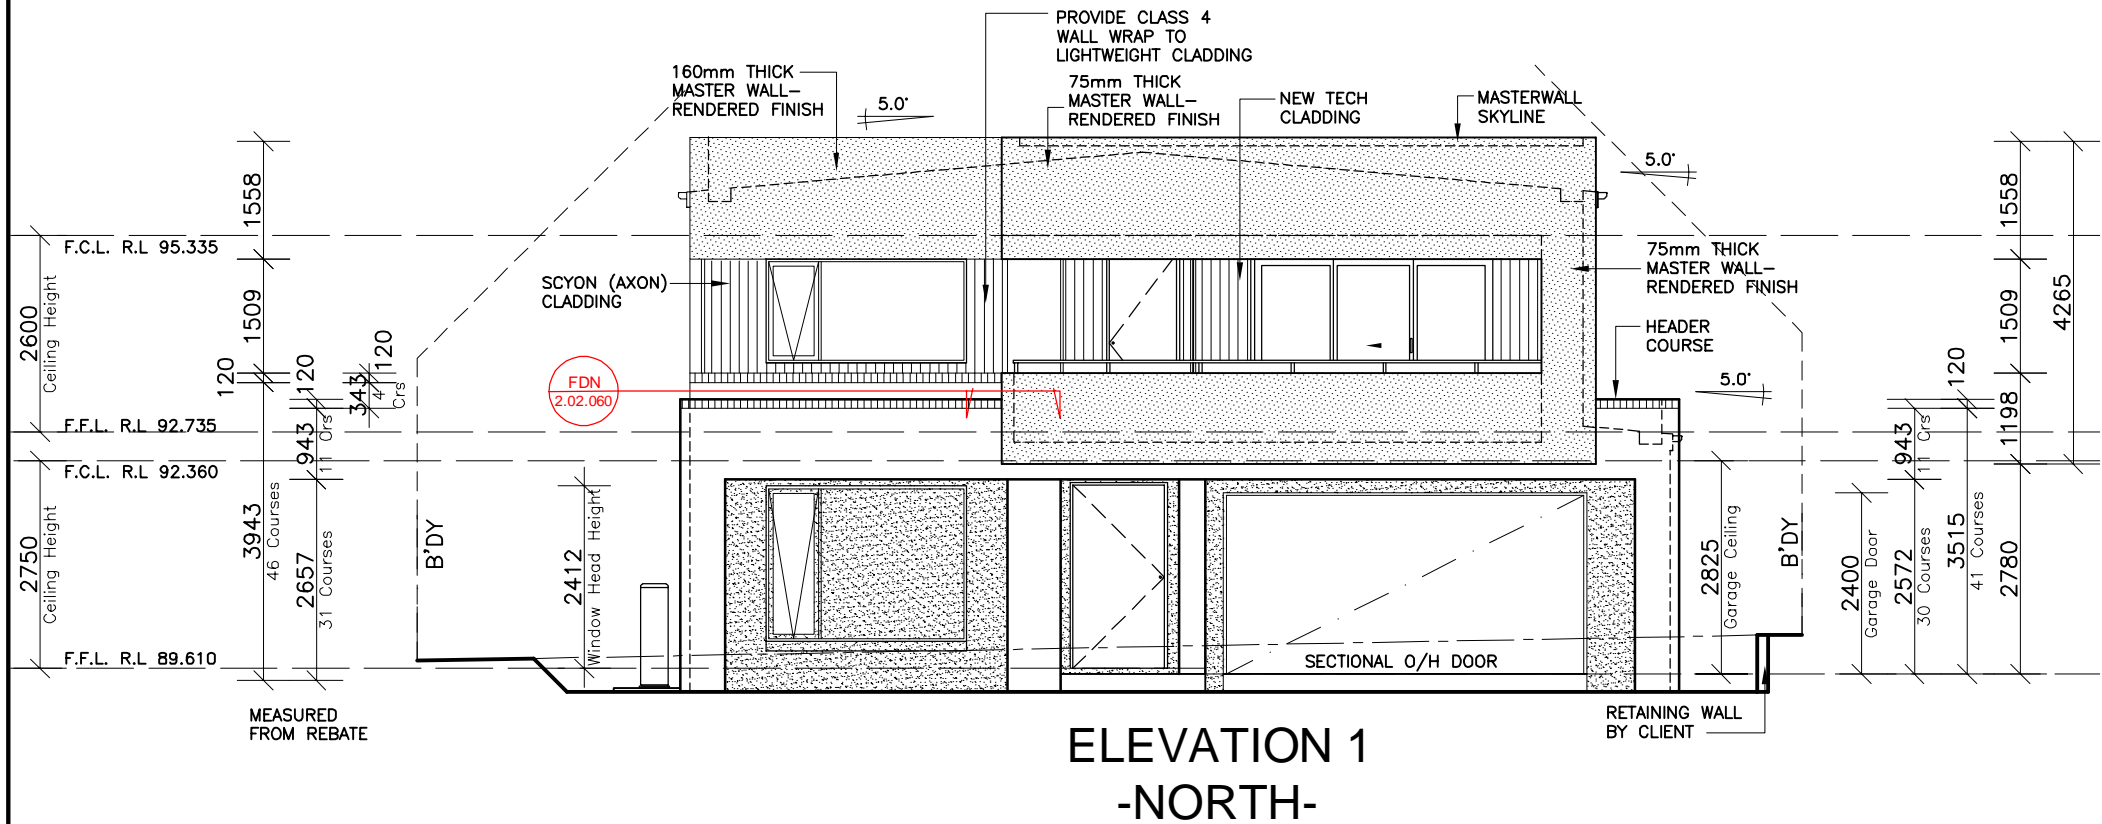 PROVIDE CLASS 4
WALL WRAP TO
LIGHTWEIGHT CLADDING
160mm THICK
MASTER WALL–
RENDERED FINISH
5.0°
75mm THICK
MASTER WALL–
RENDERED FINISH
NEW TECH
CLADDING
MASTERWALL
SKYLINE
5.0°
1558
1558
F.C.L. R.L 95.335
75mm THICK
MASTER WALL–
RENDERED FINISH
SCYON (AXON)
CLADDING
2600
Ceiling Height
1509
1509
4265
HEADER
COURSE
120
120
343
4 Crs
120
120
FDN
2.02.060
5.0°
F.F.L. R.L 92.735
943
11 Crs
943
11 Crs
1198
F.C.L. R.L 92.360
2750
Ceiling Height
3943
46 Courses
2657
31 Courses
B'DY
2412
Window Head Height
2825
Garage Ceiling
B'DY
2400
Garage Door
2572
30 Courses
3515
41 Courses
2780
F.F.L. R.L 89.610
SECTIONAL O/H DOOR
MEASURED
FROM REBATE
RETAINING WALL
BY CLIENT
ELEVATION 1
-NORTH-